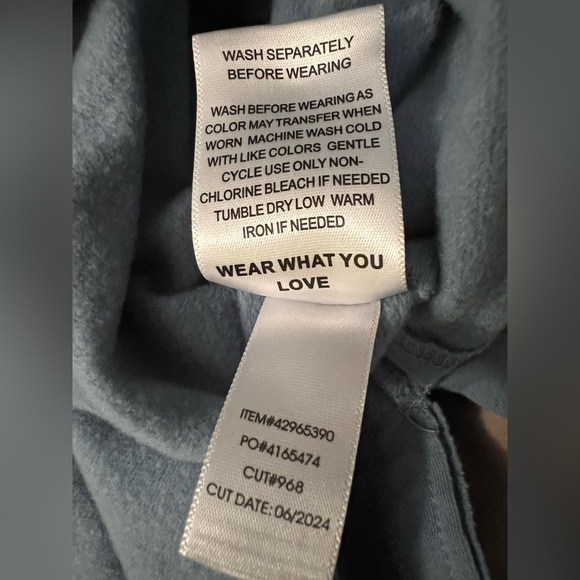 WASH SEPARATELY
BEFORE WEARING
WASH BEFORE WEARING AS
COLOR MAY TRANSFER WHEN
WORN MACHINE WASH COLD
WITH LIKE COLORS GENTLE
CYCLE USE ONLY NON-
CHLORINE BLEACH IF NEEDED
TUMBLE DRY LOW WARM
IRON IF NEEDED
WEAR WHAT YOU
LOVE
ITEM#42965390
PO#4165474
CUT#968
CUT DATE: 06/2024